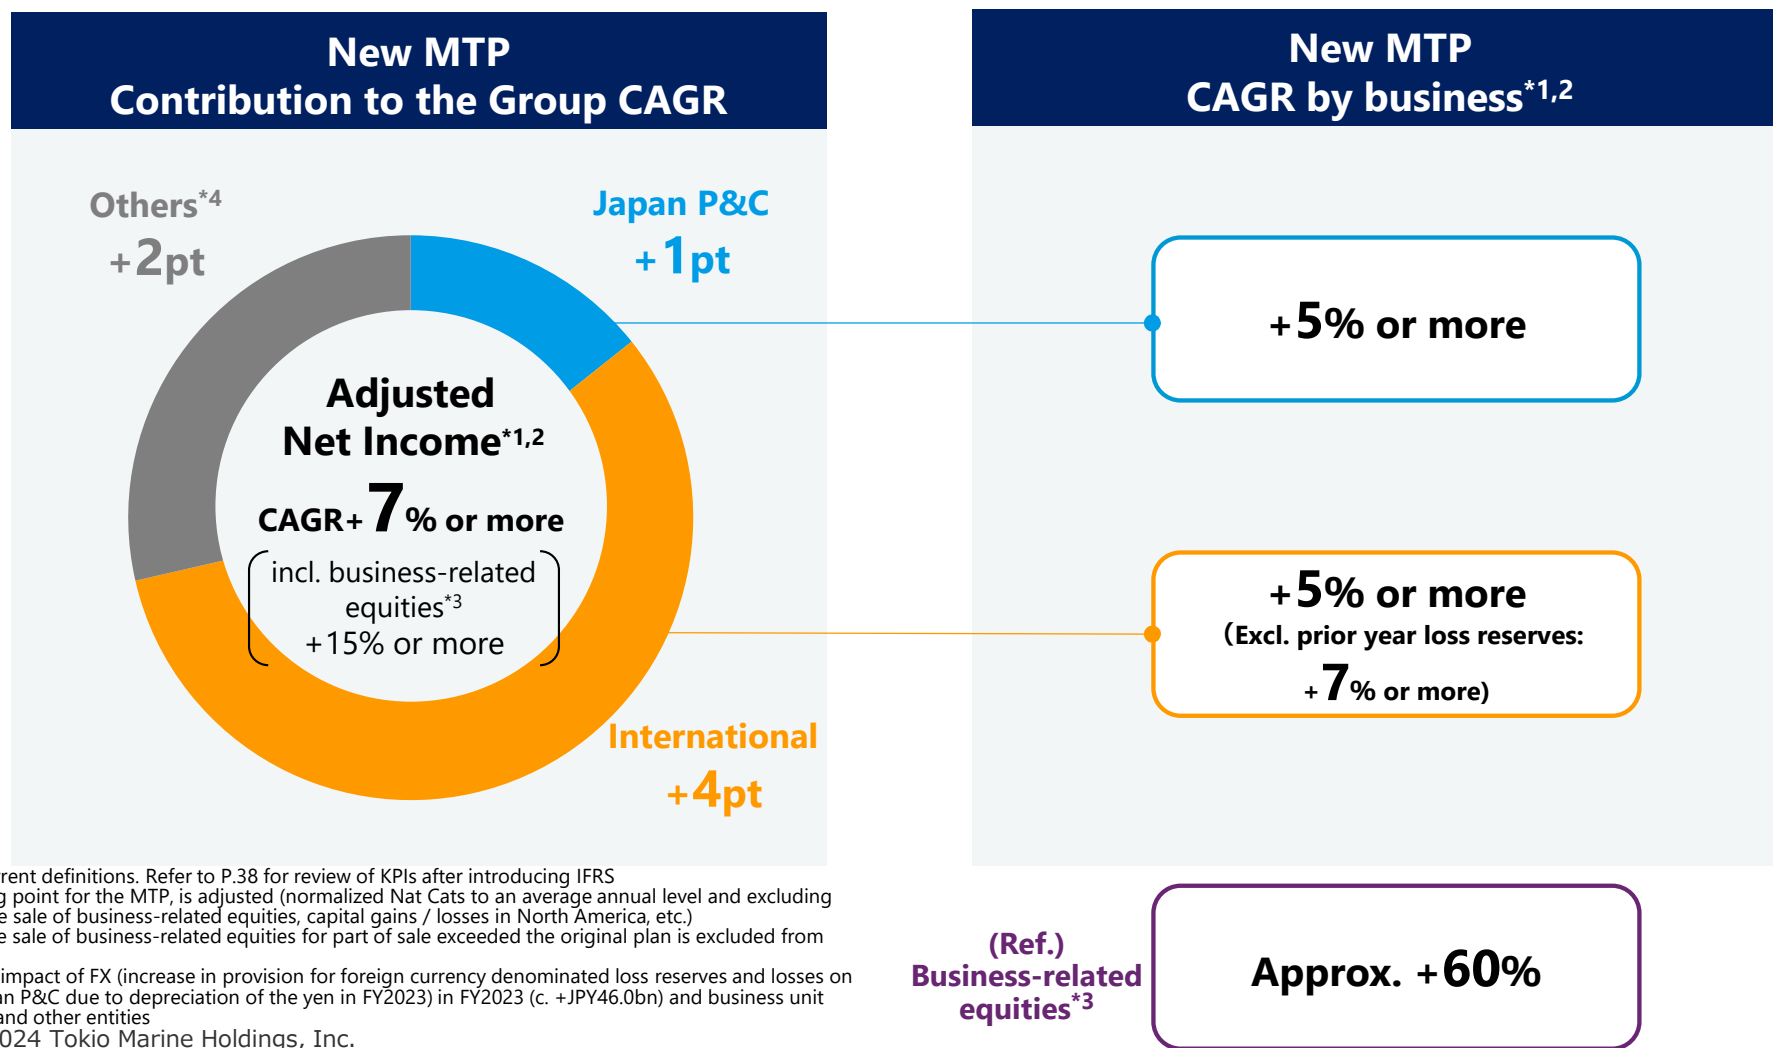 New MTP
Contribution to the Group CAGR
Others*4
+2pt
Japan P&C
+1pt
Adjusted
Net Income*1,2
CAGR+7% or more
incl. business-related
equities*3
+15% or more
International
+4pt
New MTP
CAGR by business*1,2
+5% or more
+5% or more
(Excl. prior year loss reserves:
+7% or more)
(Ref.)
Business-related
equities*3
Approx. +60%
rent definitions. Refer to P.38 for review of KPIs after introducing IFRS
g point for the MTP, is adjusted (normalized Nat Cats to an average annual level and excluding
e sale of business-related equities, capital gains / losses in North America, etc.)
e sale of business-related equities for part of sale exceeded the original plan is excluded from
impact of FX (increase in provision for foreign currency denominated loss reserves and losses on
an P&C due to depreciation of the yen in FY2023) in FY2023 (c. +JPY46.0bn) and business unit
and other entities
024 Tokio Marine Holdings, Inc.